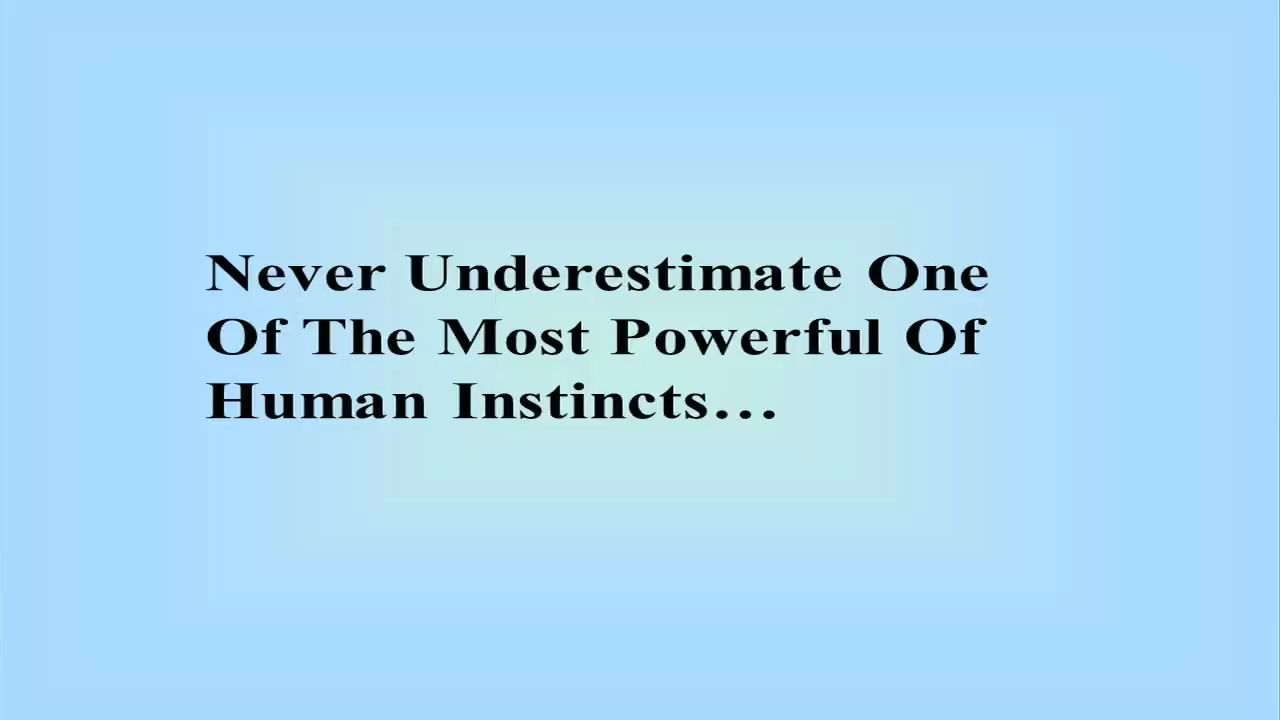 Never Underestimate One
Of The Most Powerful Of
Human Instincts…